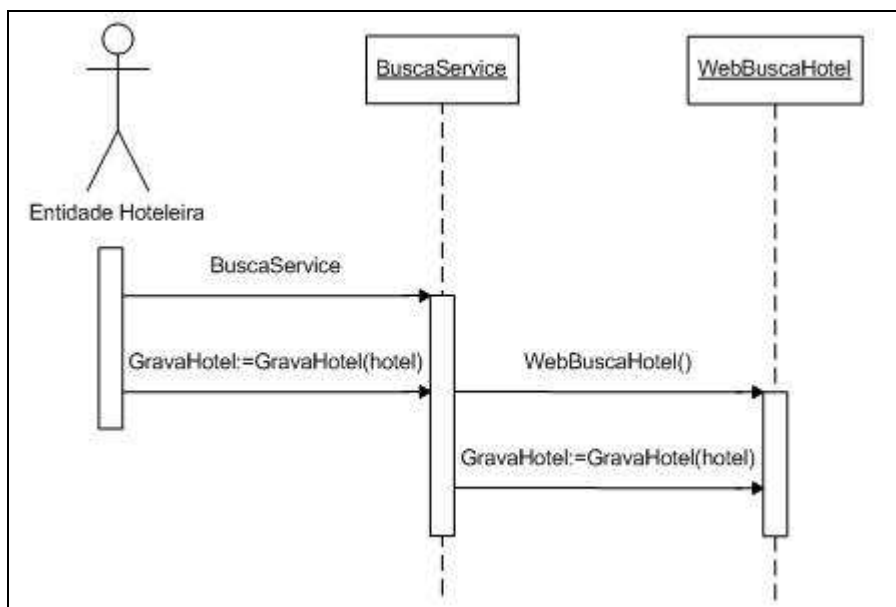 BuscaService
WebBuscaHotel
Entidade Hoteleira
BuscaService
GravaHotel:=GravaHotel(hotel)
WebBuscaHotel()
GravaHotel:=GravaHotel(hotel)